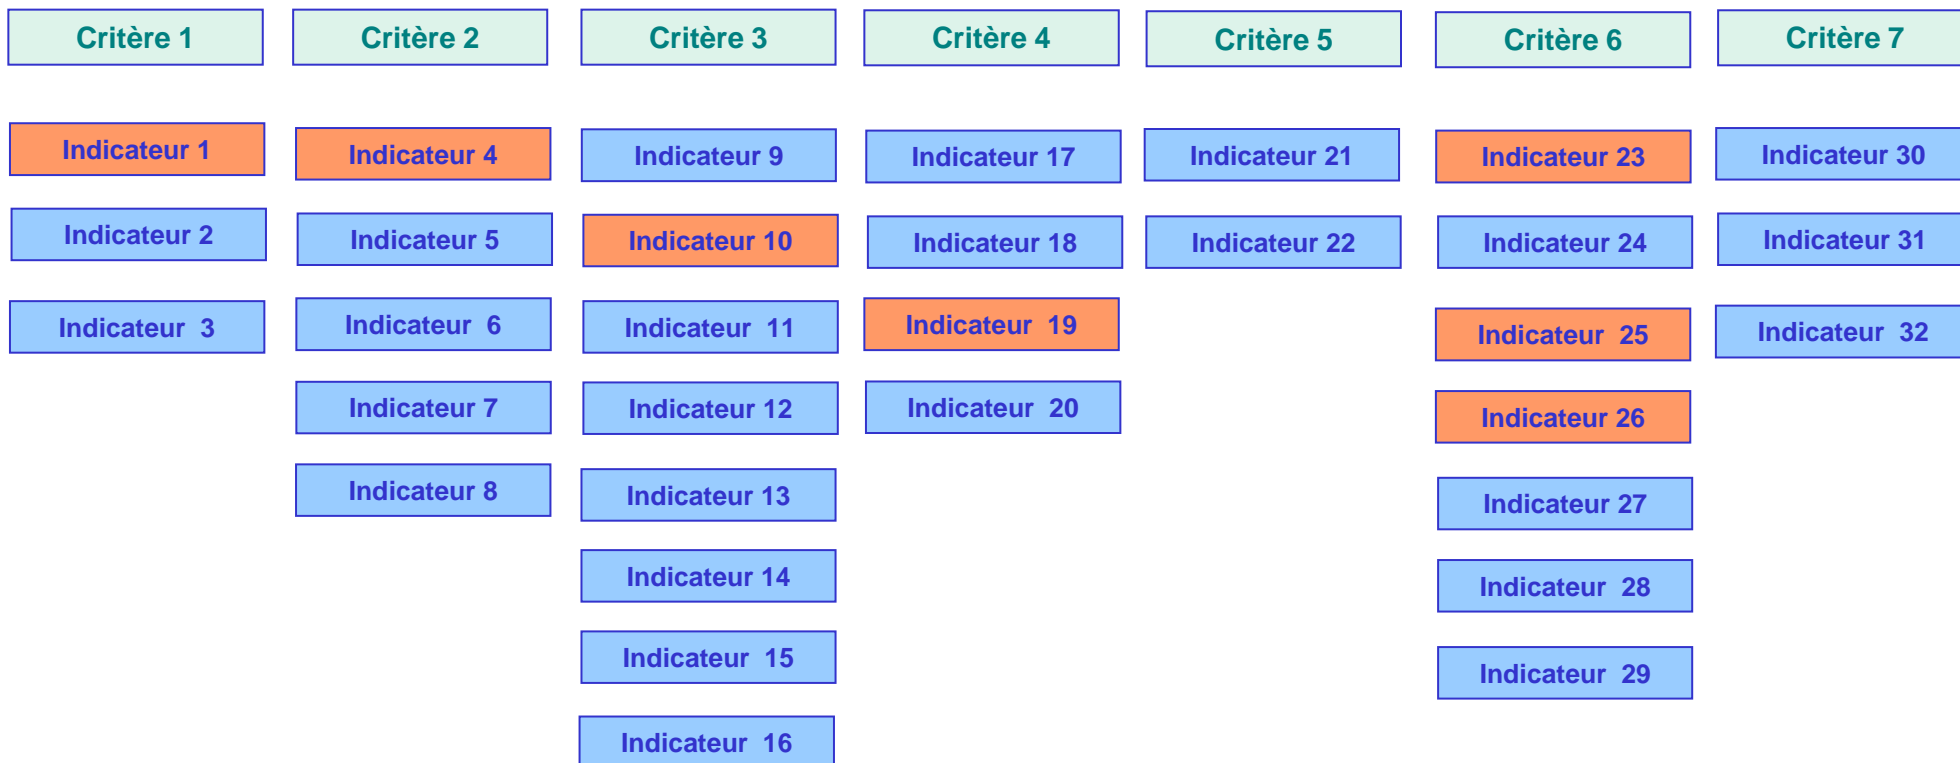 Critère 1
Critère 2
Critère 3
Critère 4
Critère 5
Critère 6
Critère 7
Indicateur 1
Indicateur 2
Indicateur 3
Indicateur 4
Indicateur 5
Indicateur 6
Indicateur 7
Indicateur 8
Indicateur 9
Indicateur 10
Indicateur 11
Indicateur 12
Indicateur 13
Indicateur 14
Indicateur 15
Indicateur 16
Indicateur 17
Indicateur 18
Indicateur 19
Indicateur 20
Indicateur 21
Indicateur 22
Indicateur 23
Indicateur 24
Indicateur 25
Indicateur 26
Indicateur 27
Indicateur 28
Indicateur 29
Indicateur 30
Indicateur 31
Indicateur 32